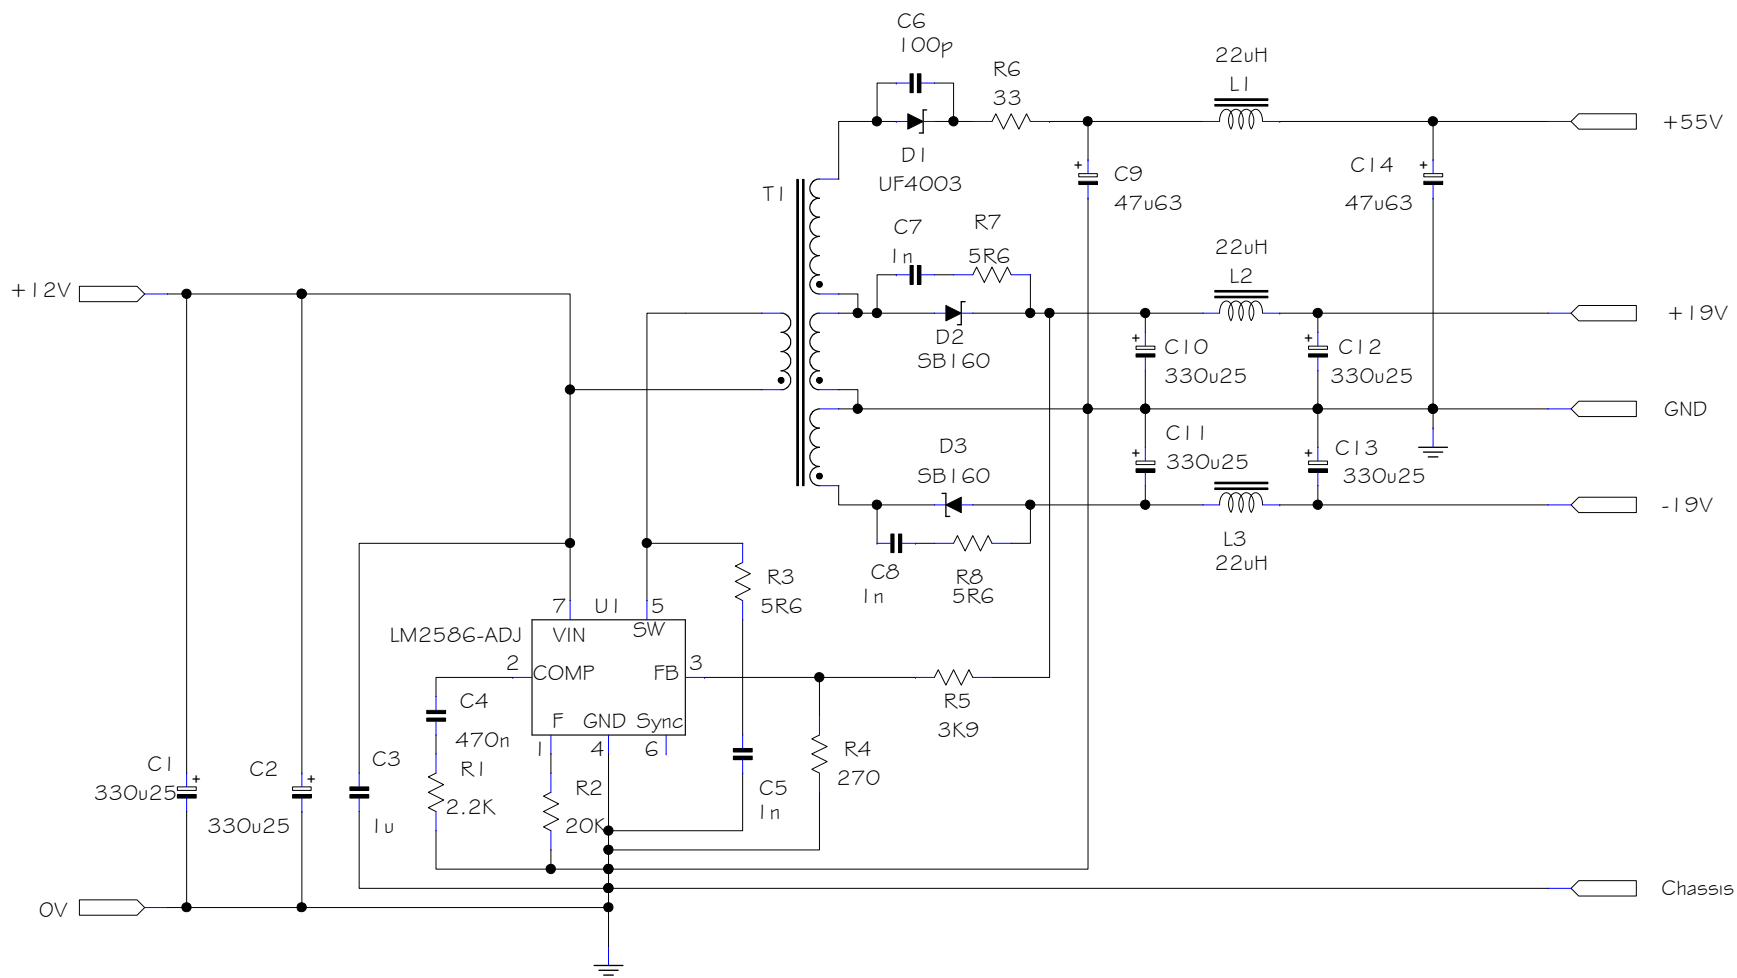 C6
100p
R6
33
22uH
L1
+55V
D1
UF4003
T1
C9
47u63
C14
47u63
C7
1n
R7
5R6
22uH
L2
+12V
+19V
D2
SB160
C10
330u25
C12
330u25
GND
C11
330u25
C13
330u25
D3
SB160
-19V
L3
22uH
C8
1n
R8
5R6
R3
5R6
7
U1
5
LM2586-ADJ
VIN
SW
2
COMP
FB
3
C4
470n
F
GND
Sync
1
4
6
R5
3K9
R4
270
C1
330u25
C2
330u25
C3
1u
R1
2.2K
R2
20K
C5
1n
Chassis
0V